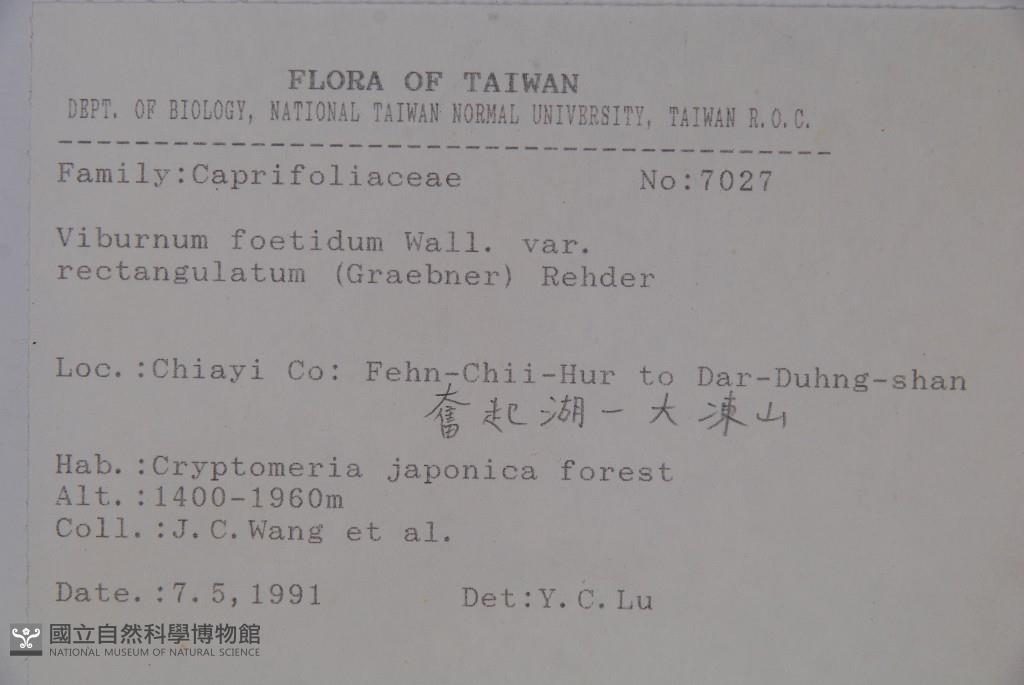 FLORA OF TAIWAN
DEPT. OF BIOLOGY, NATIONAL TAIWAN NORMAL UNIVERSITY, TAIWAN R.O.C.
----------------------------------------
Family:Caprifoliaceae No:7027
Viburnum foetidum Wall. var.
rectangulatum (Graebner) Rehder
Loc.:Chiayi Co: Fehn-Chii-Hur to Dar-Duhng-shan
奮起湖-大凍山
Hab.:Cryptomeria japonica forest
Alt.:1400-1960m
Coll.:J.C.Wang et al.
Date.:7.5,1991 Det:Y.C.Lu
國立自然科學博物館
NATIONAL MUSEUM OF NATURAL SCIENCE